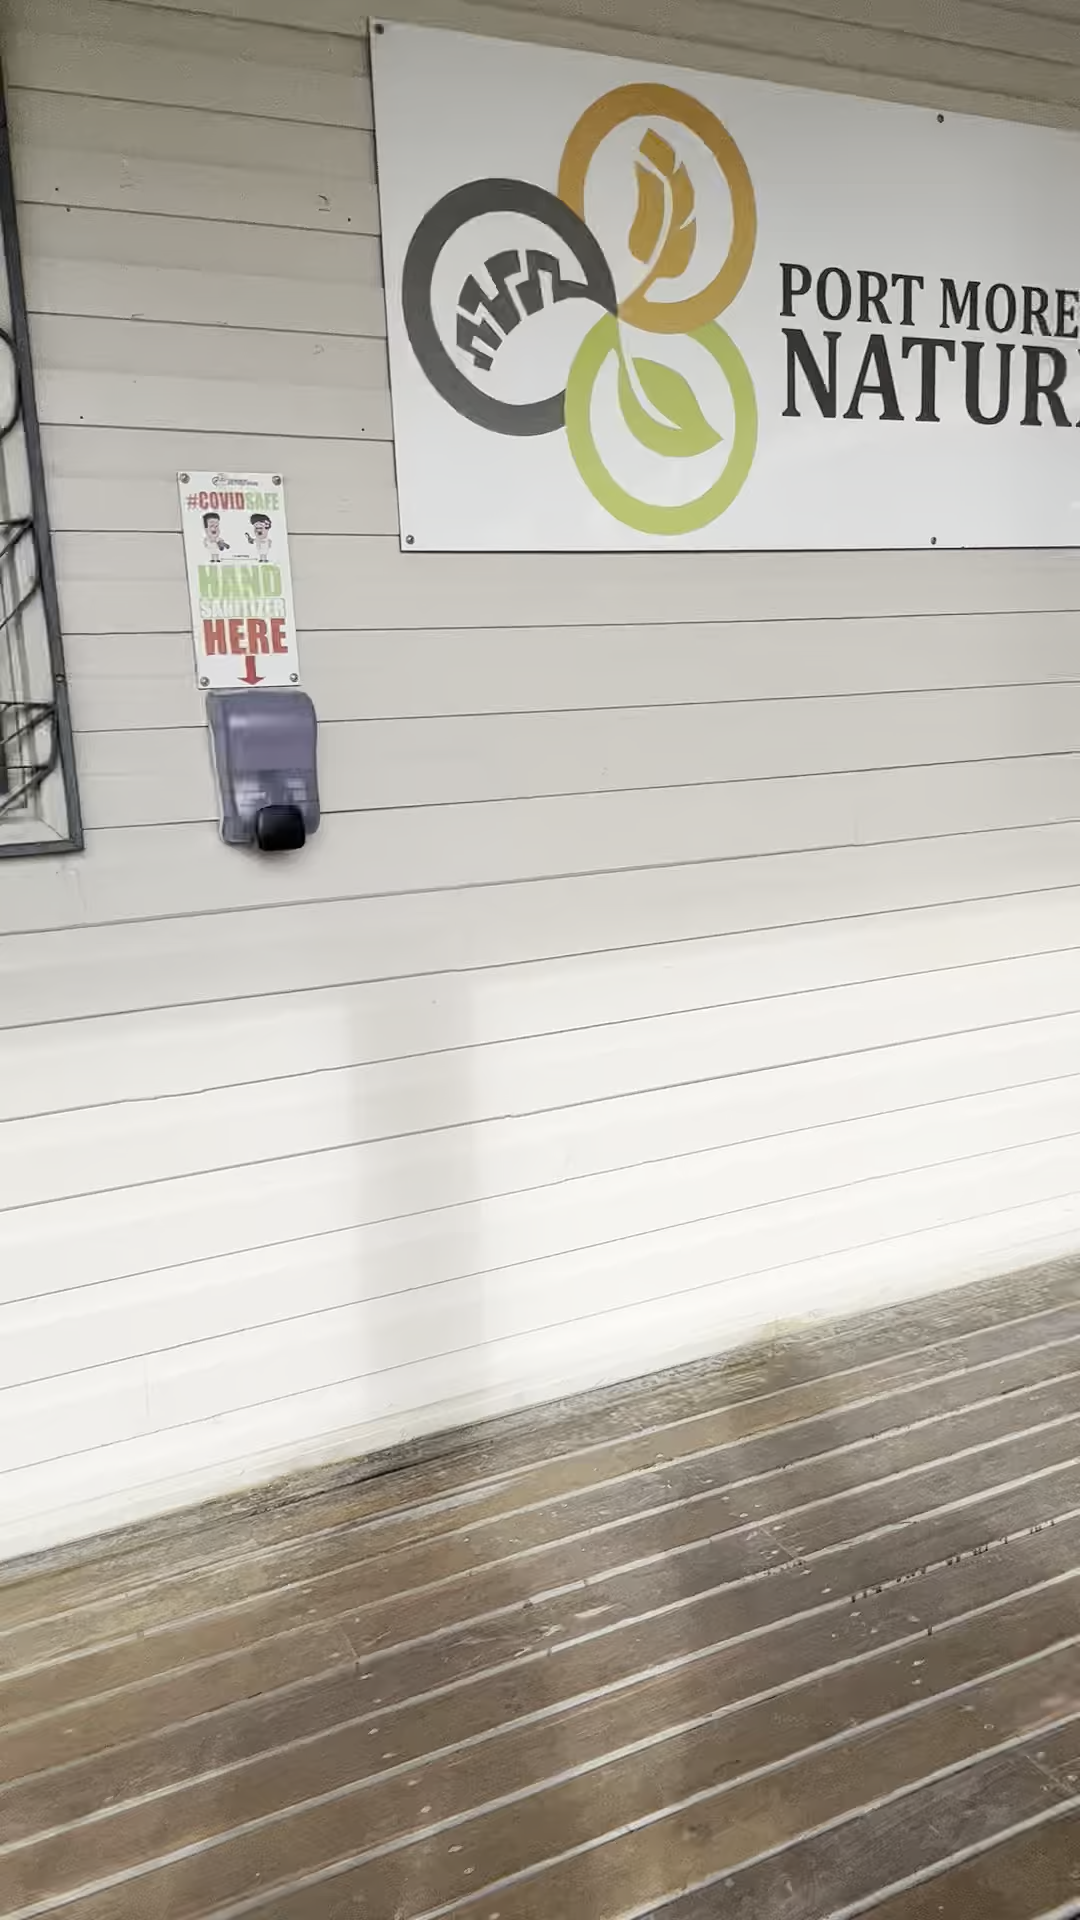 #COVIDSAFE
HAND
SANITIZER
HERE
PORT MORE
NATUR